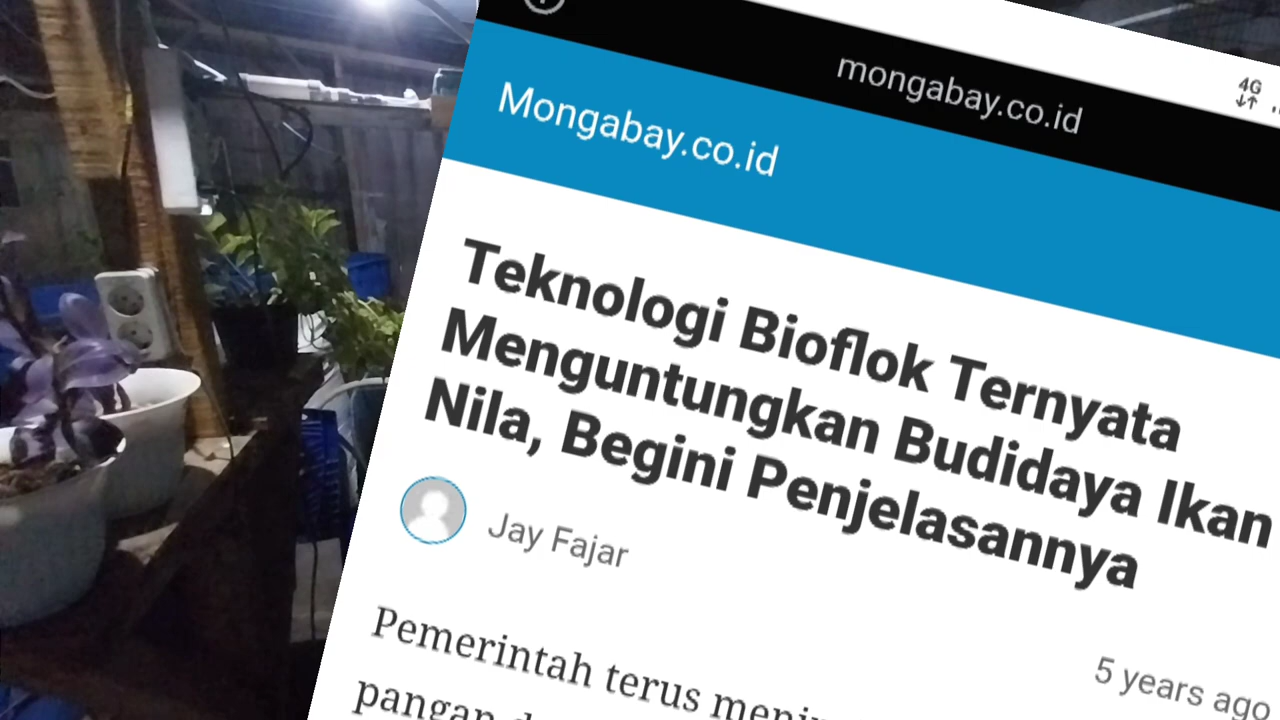 4G
mongabay.co.id
Mongabay.co.id
Teknologi Bioflok Ternyata
Menguntungkan Budidaya Ikan
Nila, Begini Penjelasannya
Jay Fajar
5 years ago
Pemerintah terus
pangan